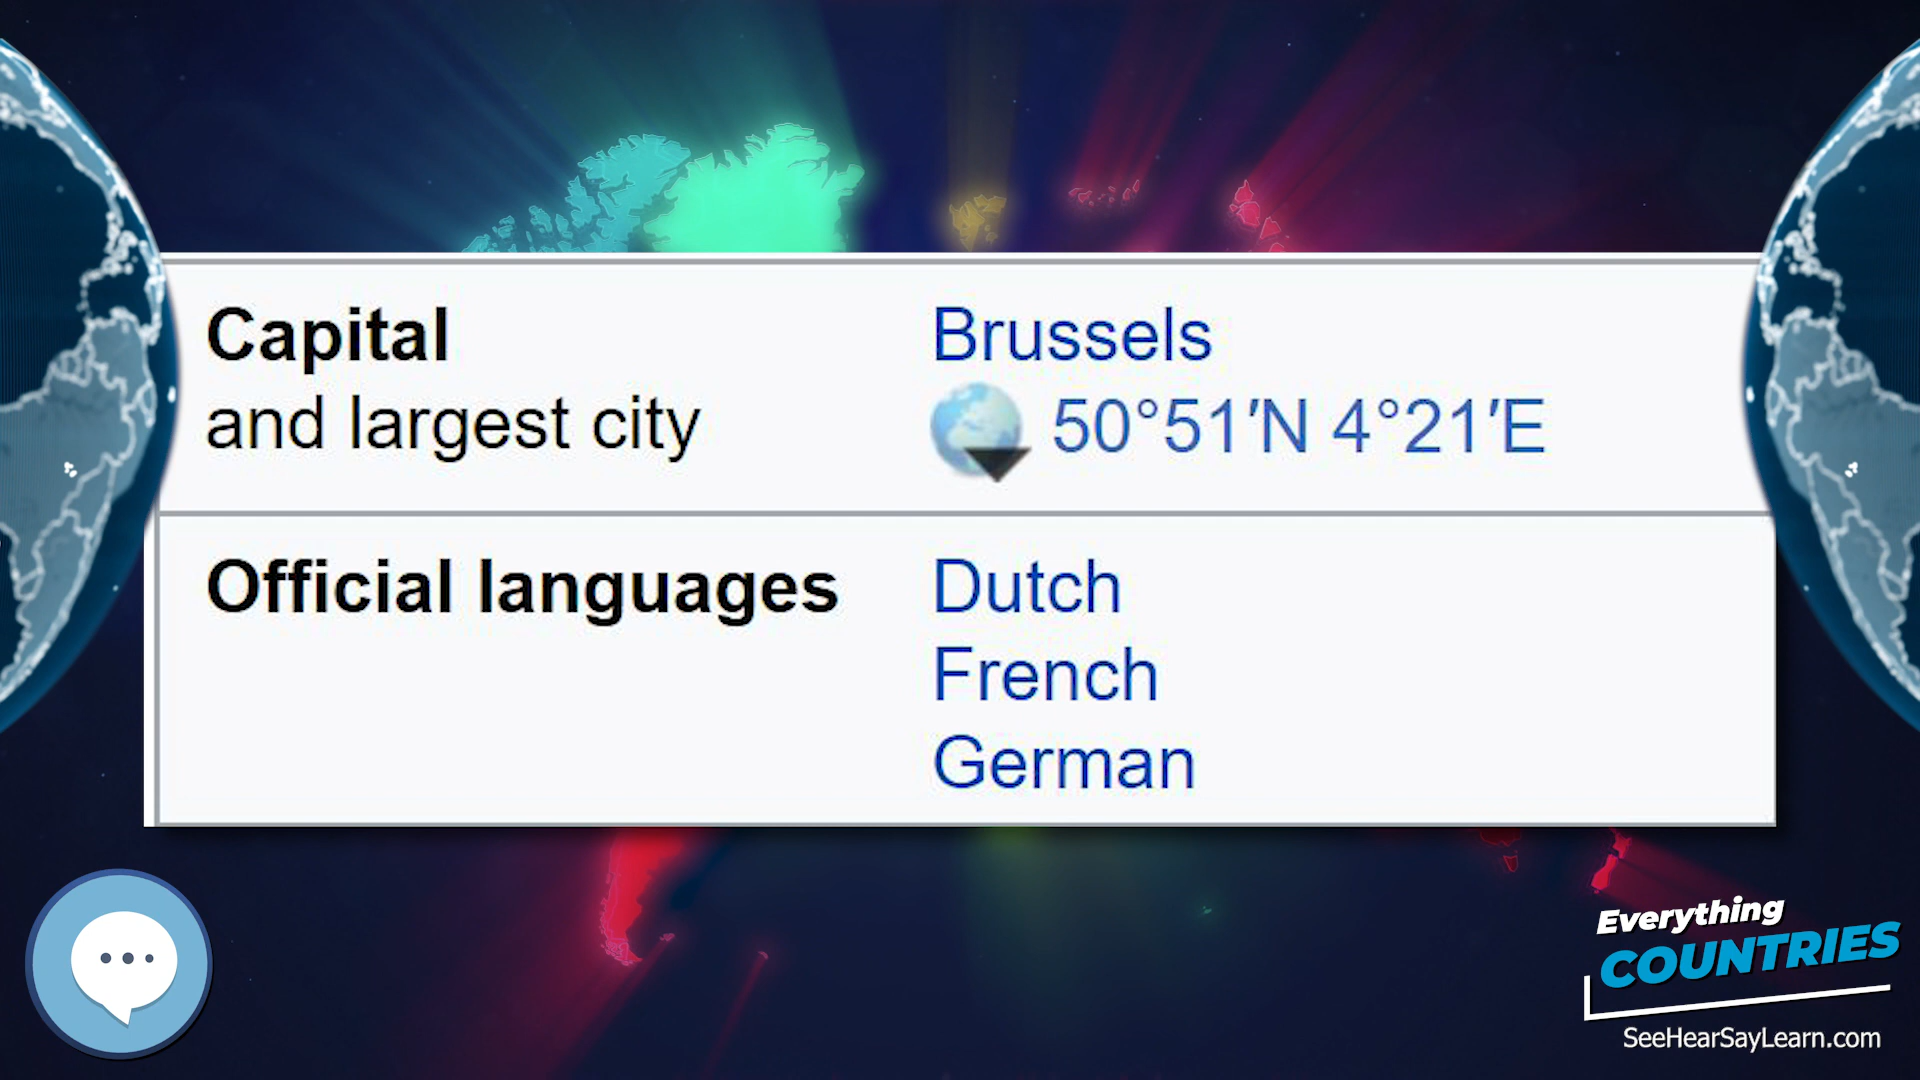 Capital
and largest city
Brussels
50°51′N 4°21′E
Official languages
Dutch
French
German
Everything
COUNTRIES
SeeHearSayLearn.com